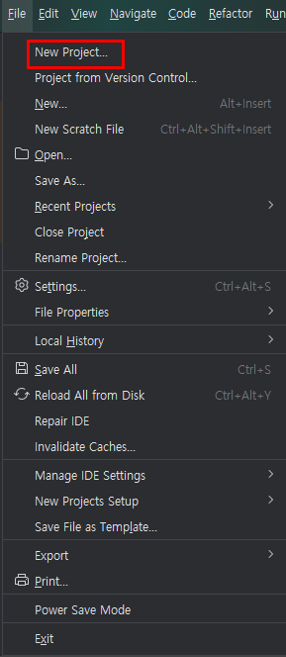 File Edit View Navigate Code Refactor Run
New Project...
Project from Version Control...
New... Alt+Insert
New Scratch File Ctrl+Alt+Shift+Insert
Open...
Save As...
Recent Projects
Close Project
Rename Project...
Settings... Ctrl+Alt+S
File Properties
Local History
Save All Ctrl+S
Reload All from Disk Ctrl+Alt+Y
Repair IDE
Invalidate Caches...
Manage IDE Settings
New Projects Setup
Save File as Template...
Export
Print...
Power Save Mode
Exit